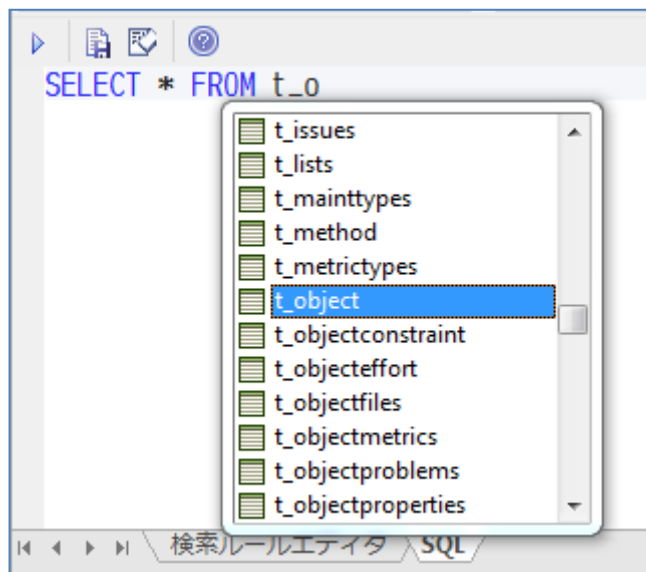 SELECT * FROM t_o
t_issues
t_lists
t_mainttypes
t_method
t_metrictypes
t_object
t_objectconstraint
t_objecteffort
t_objectfiles
t_objectmetrics
t_objectproblems
t_objectproperties
検索ルールエディタ SQL